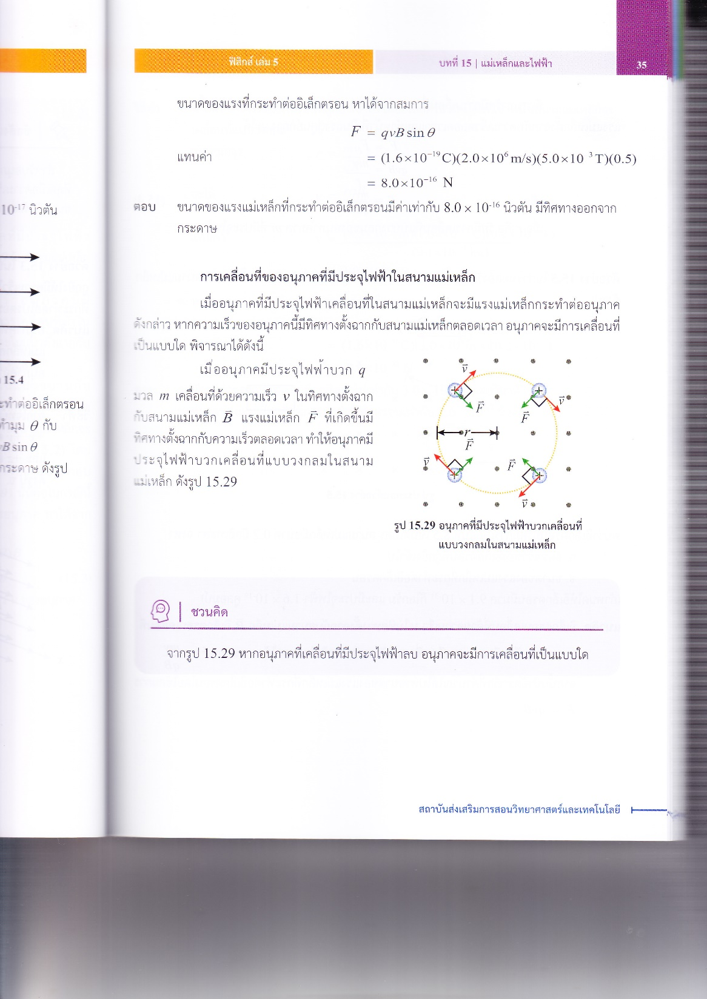 ฟิสิกส์ เล่ม 5
บทที่ 15 | แม่เหล็กและไฟฟ้า
35
10-17 นิวตัน
15.4
ะทำต่ออิเล็กตรอน
ทำมุม θ กับ
vB sin θ
กระดาษ ดังรูป
ขนาดของแรงที่กระทำต่ออิเล็กตรอน หาได้จากสมการ
F = qvB sin θ
แทนค่า = (1.6×10⁻¹⁹ C)(2.0×10⁶ m/s)(5.0×10 ³ T)(0.5)
= 8.0×10⁻¹⁶ N
ตอบ ขนาดของแรงแม่เหล็กที่กระทำต่ออิเล็กตรอนมีค่าเท่ากับ 8.0 × 10⁻¹⁶ นิวตัน มีทิศทางออกจาก
กระดาษ
การเคลื่อนที่ของอนุภาคที่มีประจุไฟฟ้าในสนามแม่เหล็ก
เมื่ออนุภาคที่มีประจุไฟฟ้าเคลื่อนที่ในสนามแม่เหล็กจะมีแรงแม่เหล็กกระทำต่ออนุภาค
ดังกล่าว หากความเร็วของอนุภาคนี้มีทิศทางตั้งฉากกับสนามแม่เหล็กตลอดเวลา อนุภาคจะมีการเคลื่อนที่
เป็นแบบใด พิจารณาได้ดังนี้
เมื่ออนุภาคมีประจุไฟฟ้าบวก q
มวล m เคลื่อนที่ด้วยความเร็ว v ในทิศทางตั้งฉาก
กับสนามแม่เหล็ก B⃗ แรงแม่เหล็ก F⃗ ที่เกิดขึ้นมี
ทิศทางตั้งฉากกับความเร็วตลอดเวลา ทำให้อนุภาคมี
ประจุไฟฟ้าบวกเคลื่อนที่แบบวงกลมในสนาม
แม่เหล็ก ดังรูป 15.29
v⃗
+ +
F⃗ v⃗
F⃗
r
F⃗
v⃗ F⃗
+ +
v⃗
รูป 15.29 อนุภาคที่มีประจุไฟฟ้าบวกเคลื่อนที่
แบบวงกลมในสนามแม่เหล็ก
ชวนคิด
จากรูป 15.29 หากอนุภาคที่เคลื่อนที่มีประจุไฟฟ้าลบ อนุภาคจะมีการเคลื่อนที่เป็นแบบใด
สถาบันส่งเสริมการสอนวิทยาศาสตร์และเทคโนโลยี